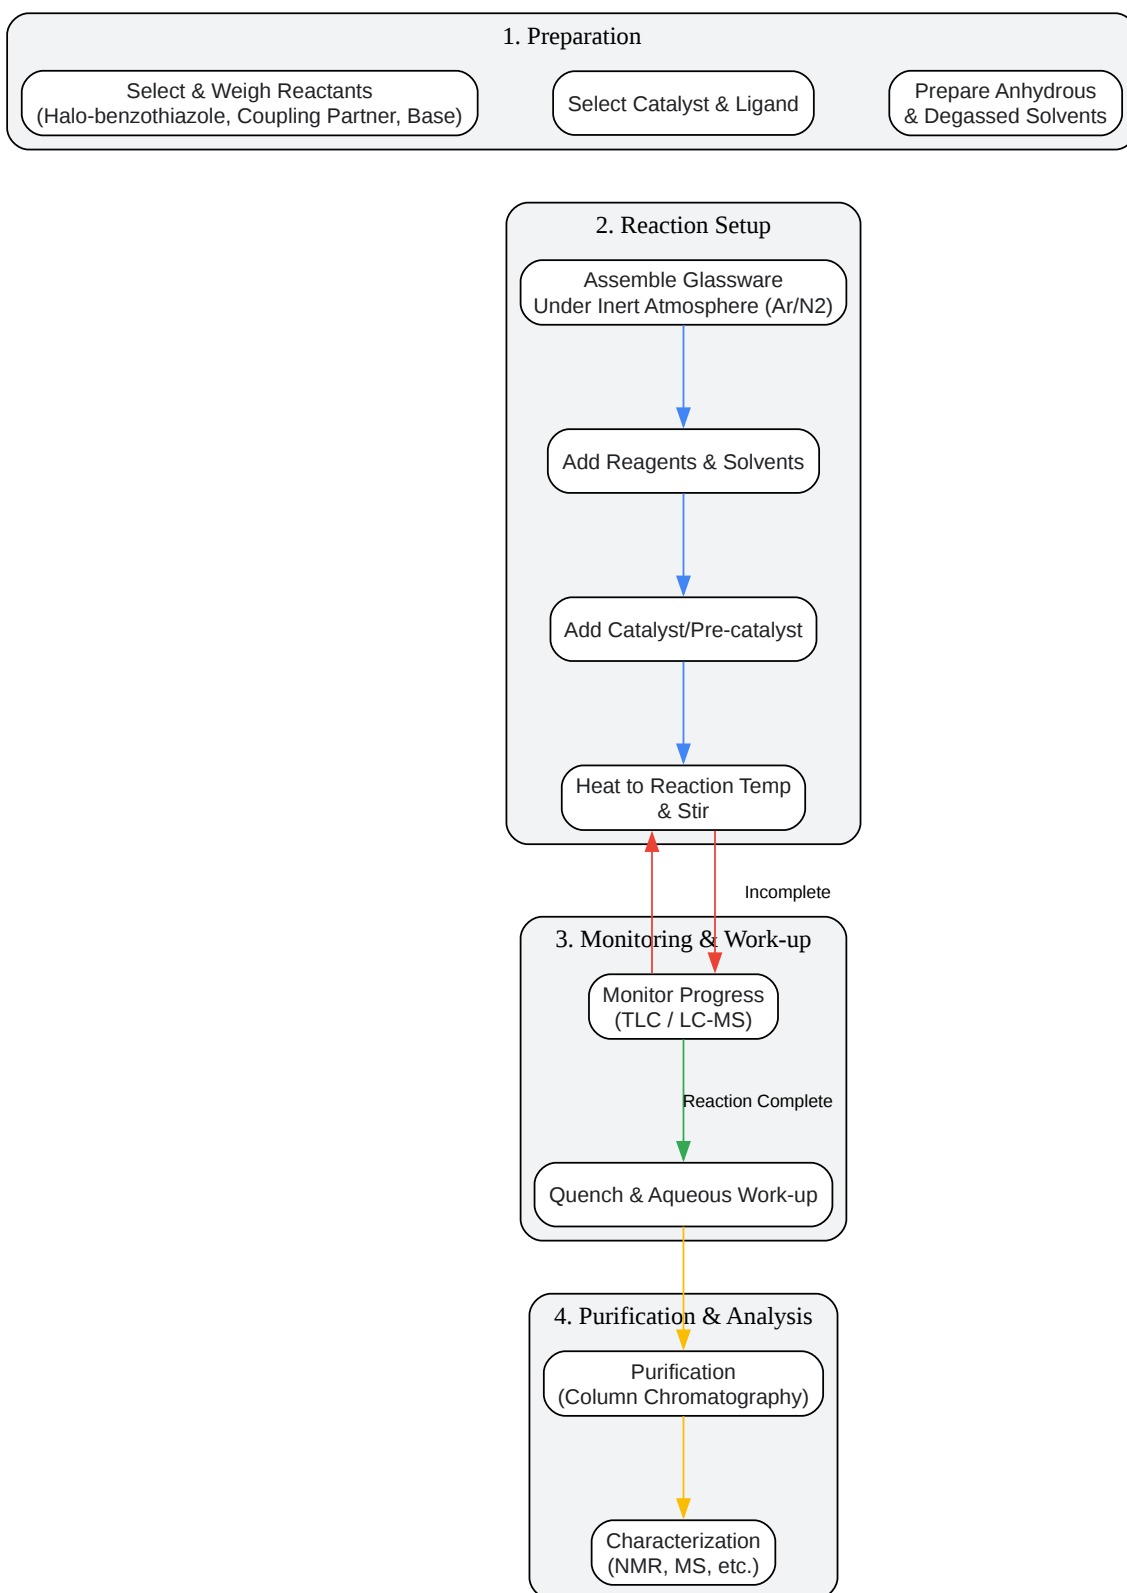 1. Preparation
Select & Weigh Reactants
(Halo-benzothiazole, Coupling Partner, Base)
Select Catalyst & Ligand
Prepare Anhydrous
& Degassed Solvents
2. Reaction Setup
Assemble Glassware
Under Inert Atmosphere (Ar/N2)
Add Reagents & Solvents
Add Catalyst/Pre-catalyst
Heat to Reaction Temp
& Stir
Incomplete
3. Monitoring & Work-up
Monitor Progress
(TLC / LC-MS)
Reaction Complete
Quench & Aqueous Work-up
4. Purification & Analysis
Purification
(Column Chromatography)
Characterization
(NMR, MS, etc.)